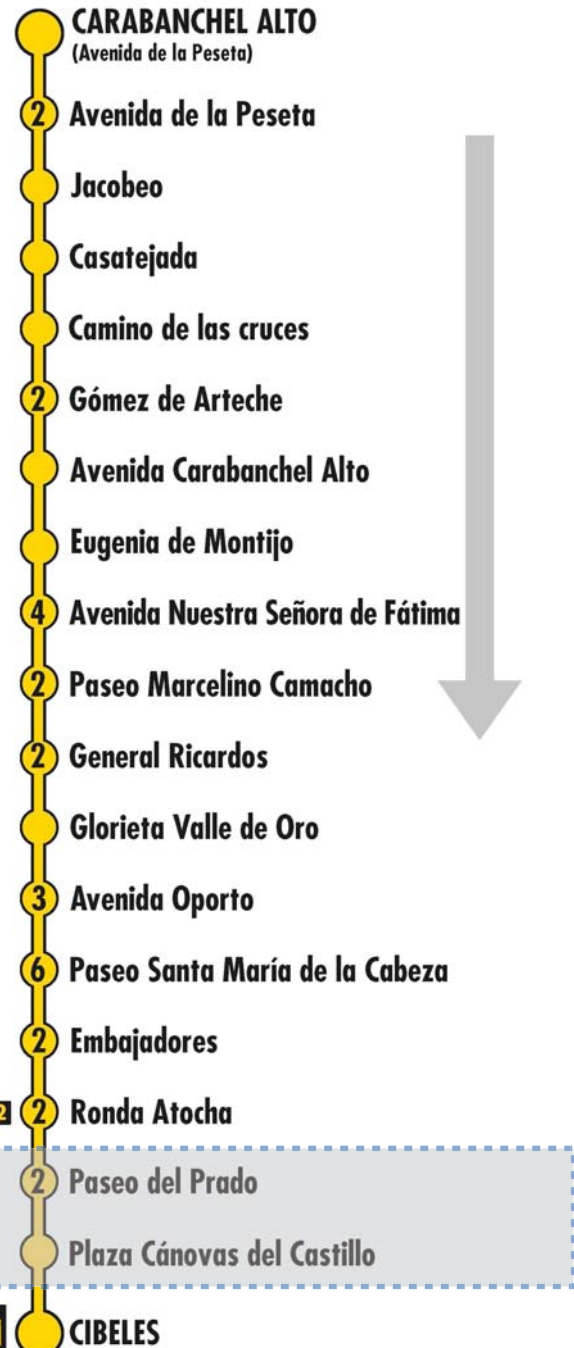 CARABANCHEL ALTO
(Avenida de la Peseta)
2 Avenida de la Peseta
Jacobeo
Casatejada
Camino de las cruces
2 Gómez de Arteche
Avenida Carabanchel Alto
Eugenia de Montijo
4 Avenida Nuestra Señora de Fátima
2 Paseo Marcelino Camacho
2 General Ricardos
Glorieta Valle de Oro
3 Avenida Oporto
6 Paseo Santa María de la Cabeza
2 Embajadores
2 2 Ronda Atocha
2 Paseo del Prado
Plaza Cánovas del Castillo
CIBELES